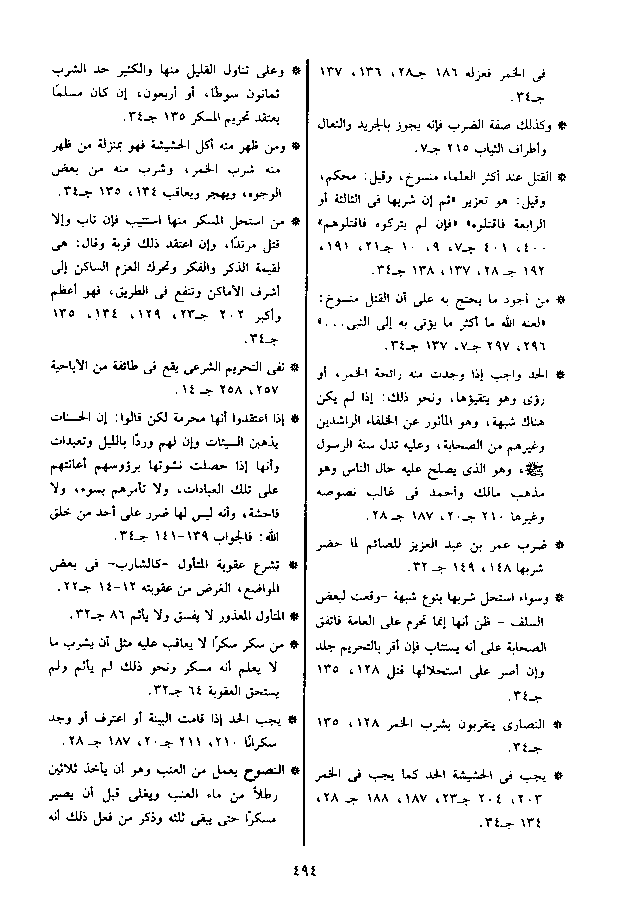 فى الخمر فعزله ١٨٦ جـ٢٨، ١٣٦، ١٣٧
جـ٣٤.
* وكذلك صفة الضرب فإنه يجوز بالجريد والنعال
وأطراف الثياب ٢١٥ جـ٧.
* القتل عند أكثر العلماء منسوخ، وقيل: محكم،
وقيل: هو تعزير «ثم إن شربها فى الثالثة أو
الرابعة فاقتلوه» «فإن لم يتركوه فاقتلوهم»
٤٠٠، ٤٠١ جـ٧، ٩، ١٠ جـ٢١، ١٩١،
١٩٢ جـ ٢٨، ١٣٧، ١٣٨ جـ٣٤.
* من أجود ما يحتج به على أن القتل منسوخ:
«لعنه الله ما أكثر ما يؤتى به إلى النبى...»
٢٩٦، ٢٩٧ جـ٧، ١٣٧ جـ٣٤.
* الحد واجب إذا وجدت منه رائحة الخمر، أو
رؤى وهو يتقيؤها، ونحو ذلك: إذا لم يكن
هناك شبهة، وهو المأثور عن الخلفاء الراشدين
وغيرهم من الصحابة، وعليه تدل سنة الرسول
ﷺ، وهو الذى يصلح عليه حال الناس وهو
مذهب مالك وأحمد فى غالب نصوصه
وغيرها ٢١٠ جـ٢٠، ١٨٧ جـ٢٨.
* ضرب عمر بن عبد العزيز للصائم لما حضر
شربها ١٤٨، ١٤٩ جـ ٣٢.
* وسواء استحل شربها بنوع شبهة -وقعت لبعض
السلف - ظن أنها إنما تحرم على العامة فاتفق
الصحابة على أنه يستتاب فإن أقر بالتحريم جلد
وإن أصر على استحلالها قتل ١٢٨، ١٣٥
جـ٣٤.
* النصارى يتقربون بشرب الخمر ١٢٨، ١٣٥
جـ٣٤.
* يجب فى الحشيشة الحد كما يجب فى الخمر
٢٠٣، ٢٠٤ جـ٢٣، ١٨٧، ١٨٨ جـ ٢٨،
١٣٤ جـ٣٤.
* وعلى تناول القليل منها والكثير حد الشرب
ثمانون سوطًا، أو أربعون، إن كان مسلمًا
يعتقد تحريم المسكر ١٣٥ جـ٣٤.
* ومن ظهر منه أكل الحشيشة فهو بمنزلة من ظهر
منه شرب الخمر، وشرب منه من بعض
الوجوه، ويهجر ويعاقب ١٣٤، ١٣٥ جـ٣٤.
* من استحل المسكر منها استتيب فإن تاب وإلا
قتل مرتدًا، وإن اعتقد ذلك قربة وقال: هى
لقيمة الذكر والفكر وتحرك العزم الساكن إلى
أشرف الأماكن وتنفع فى الطريق، فهو أعظم
وأكبر ٢٠٢ جـ٢٣، ١٢٩، ١٣٤، ١٣٥
جـ٣٤.
* نفى التحريم الشرعى يقع فى طائفة من الأباحية
٢٥٧، ٢٥٨ جـ ١٤.
* إذا اعتقدوا أنها محرمة لكن قالوا: إن الحسنات
يذهبن السيئات وإن لهم وردًا بالليل وتعبدات
وأنها إذا حصلت نشوتها برؤوسهم أعانتهم
على تلك العبادات، ولا تأمرهم بسوء، ولا
فاحشة، وأنه ليس لها ضرر على أحد من خلق
الله: فالجواب ١٣٩-١٤١ جـ٣٤.
* تشرع عقوبة المتأول -كالشارب- فى بعض
المواضع، الغرض من عقوبته ١٢-١٤ جـ٢٢.
* المتأول المعذور لا يفسق ولا يأثم ٨٦ جـ٣٢.
* من سكر سكرًا لا يعاقب عليه مثل أن يشرب ما
لا يعلم أنه مسكر ونحو ذلك لم يأثم ولم
يستحق العقوبة ٦٤ جـ٣٢.
* يجب الحد إذا قامت البينة أو اعترف أو وجد
سكرانًا ٢١٠، ٢١١ جـ٢٠، ١٨٧ جـ٢٨.
* النصوح يعمل من العنب وهو أن يأخذ ثلاثين
رطلاً من ماء العنب ويغلى قبل أن يصير
مسكرًا حتى يبقى ثلثه وذكر من فعل ذلك أنه
٤٩٤